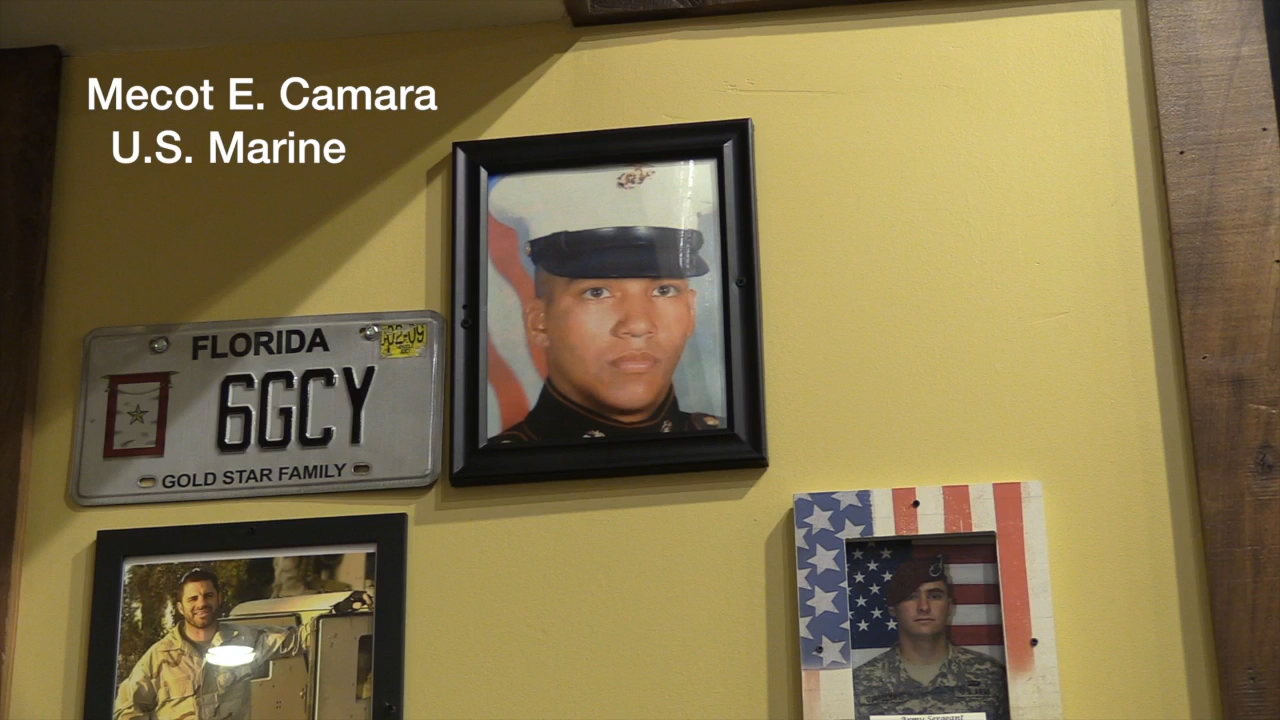 Mecot E. Camara
U.S. Marine
FLORIDA
02-09
6GCY
GOLD STAR FAMILY
Army Sergeant